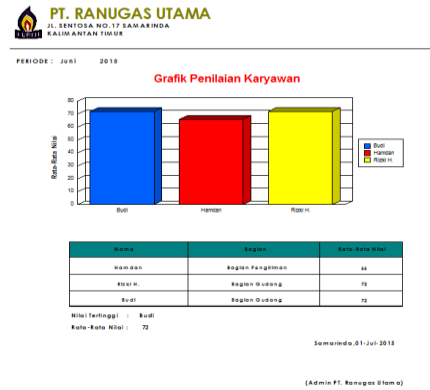 PT. RANUGAS UTAMA
JL. SENTOSA NO.17 SAMARINDA
KALIMANTAN TIMUR
PERIODE : Juni 2015
Grafik Penilaian Karyawan
Rata-Rata Nilai
80
70
60
50
40
30
20
10
0
Budi Hamdan Rizki H.
Budi
Hamdan
Rizki H.
Nama Bagian Rata-Rata Nilai
Hamdan Bagian Pengiriman 66
Rizki H. Bagian Gudang 72
Budi Bagian Gudang 72
Nilai Tertinggi : Budi
Rata-Rata Nilai : 72
Samarinda,01-Jul-2015
(Admin PT. Ranugas Utama)